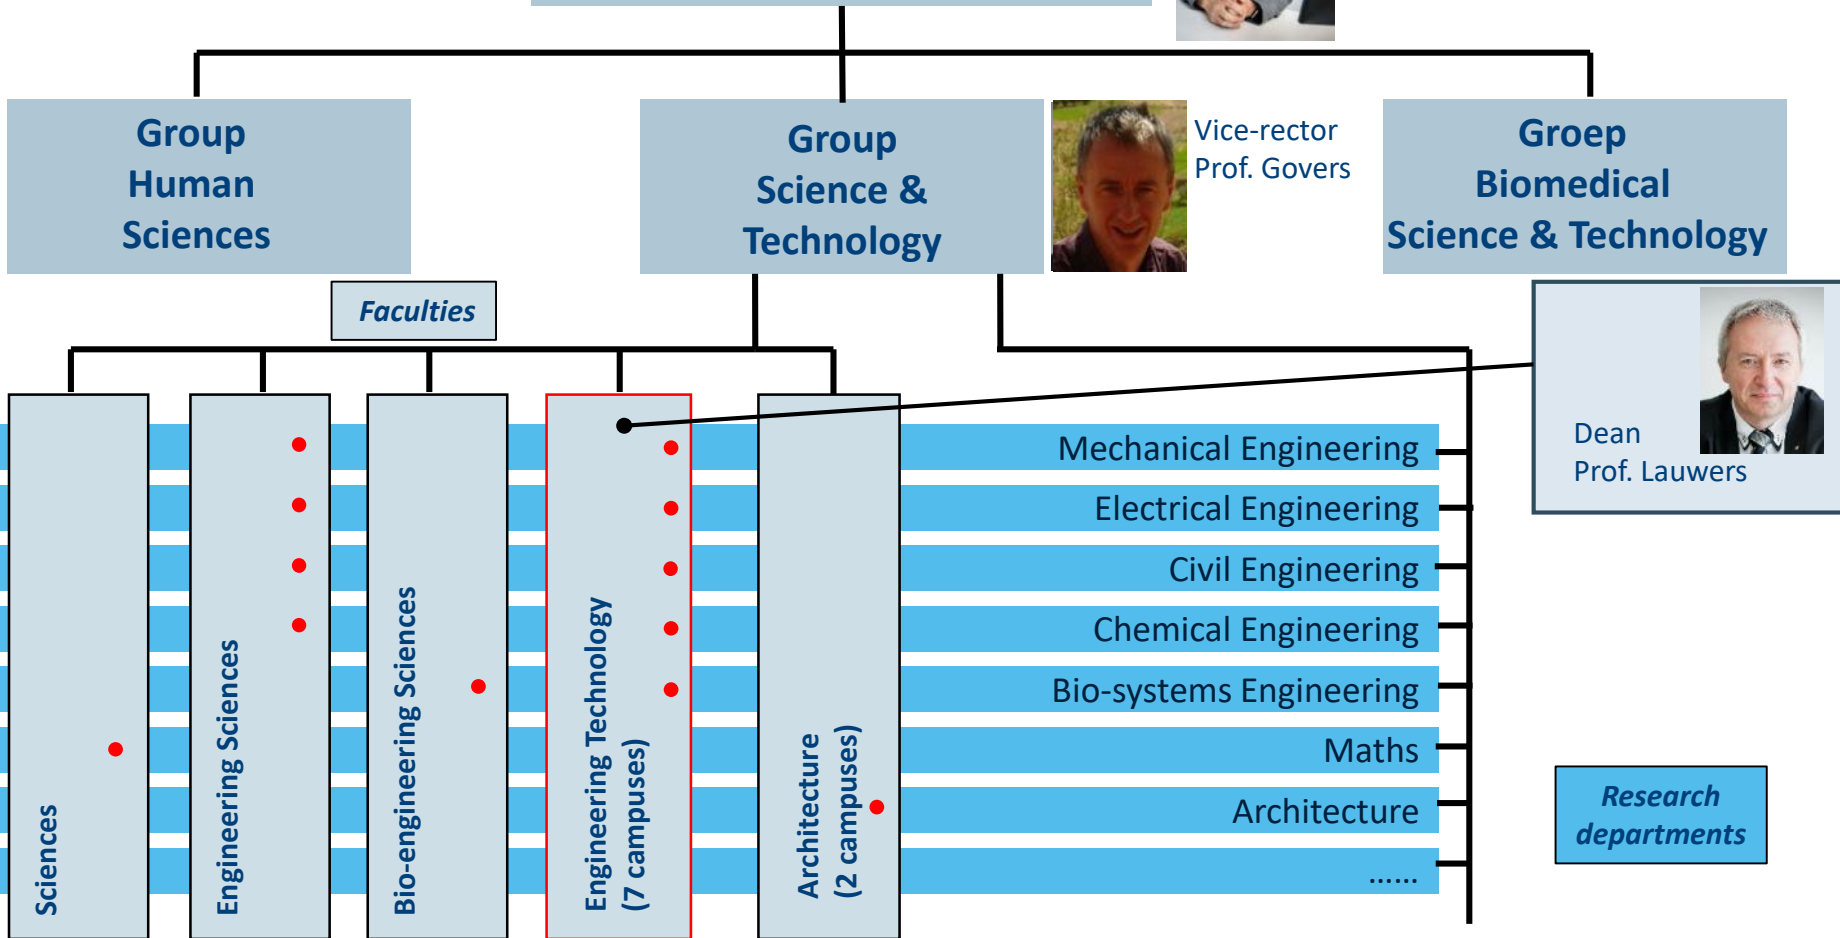 Group
Human
Sciences
Group
Science &
Technology
Vice-rector
Prof. Govers
Groep
Biomedical
Science & Technology
Faculties
Dean
Prof. Lauwers
Sciences
Engineering Sciences
Bio-engineering Sciences
Engineering Technology
(7 campuses)
Architecture
(2 campuses)
Mechanical Engineering
Electrical Engineering
Civil Engineering
Chemical Engineering
Bio-systems Engineering
Maths
Architecture
......
Research
departments